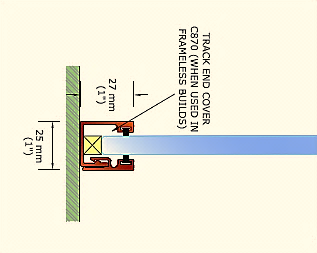 TRACK END COVER
C870 (WHEN USED IN
FRAMELESS BUILDS)
27 mm
(1")
25 mm
(1")